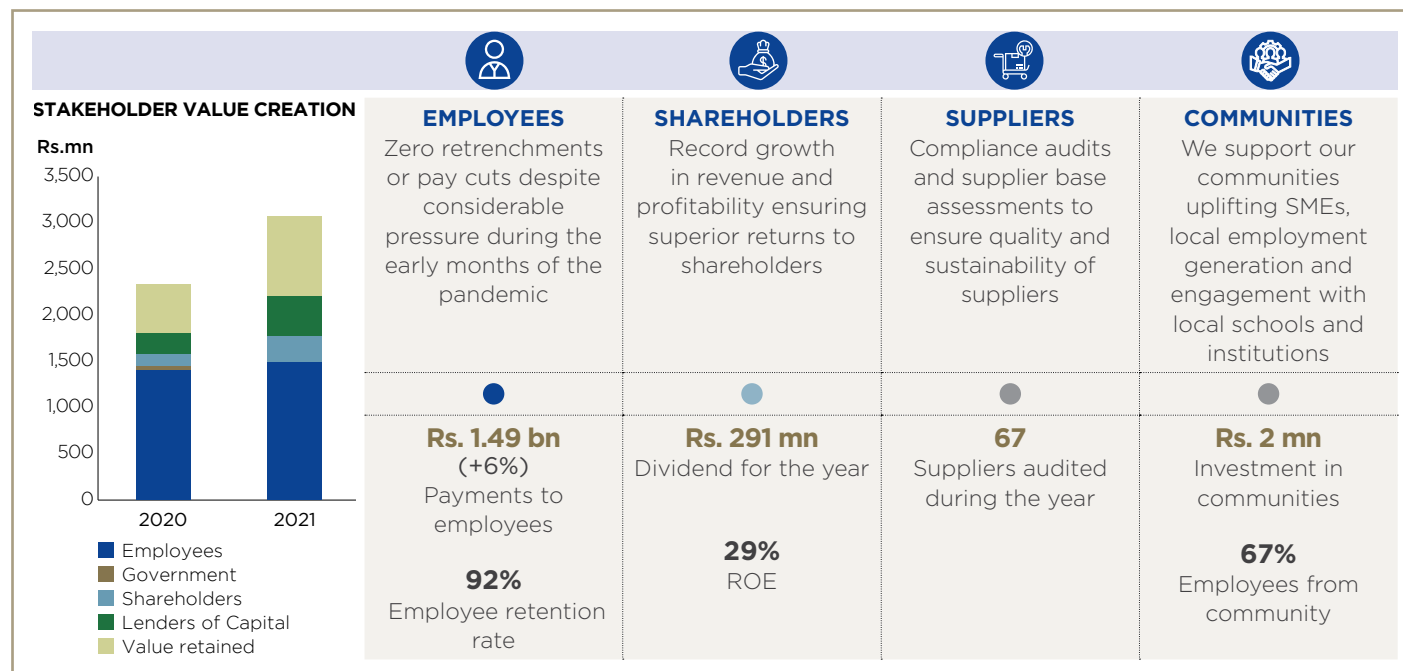 STAKEHOLDER VALUE CREATION
Rs.mn
3,500
3,000
2,500
2,000
1,500
1,000
500
0
2020
2021
Employees
Government
Shareholders
Lenders of Capital
Value retained
EMPLOYEES
Zero retrenchments
or pay cuts despite
considerable
pressure during the
early months of the
pandemic
Rs. 1.49 bn
(+6%)
Payments to
employees
92%
Employee retention
rate
SHAREHOLDERS
Record growth
in revenue and
profitability ensuring
superior returns to
shareholders
Rs. 291 mn
Dividend for the year
29%
ROE
SUPPLIERS
Compliance audits
and supplier base
assessments to
ensure quality and
sustainability of
suppliers
67
Suppliers audited
during the year
COMMUNITIES
We support our
communities
uplifting SMEs,
local employment
generation and
engagement with
local schools and
institutions
Rs. 2 mn
Investment in
communities
67%
Employees from
community